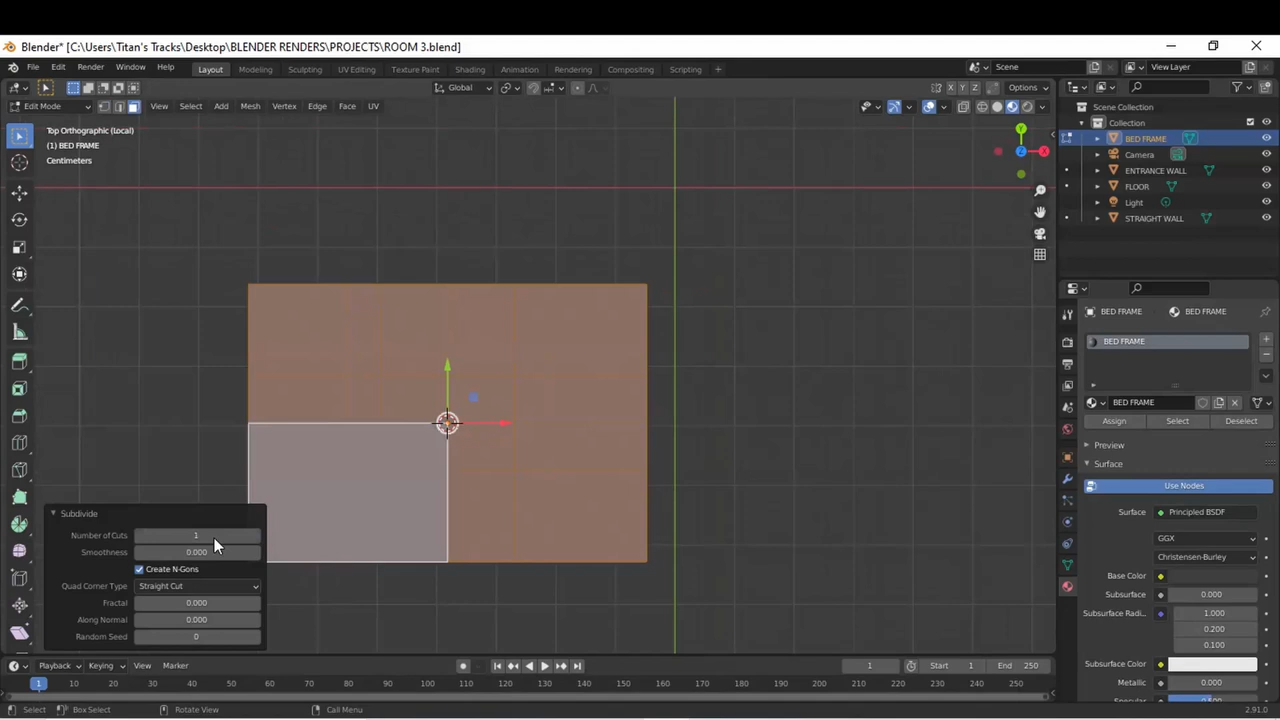 Blender* [C:\Users\Titan's Tracks\Desktop\BLENDER RENDERS\PROJECTS\ROOM 3.blend]
File Edit Render Window Help Layout Modeling Sculpting UV Editing Texture Paint Shading Animation Rendering Compositing Scripting + Scene View Layer
Global Options
Edit Mode View Select Add Mesh Vertex Edge Face UV
X Y Z
Top Orthographic (Local)
(1) BED FRAME
Centimeters
Y
Z
X
Scene Collection
Collection
BED FRAME
Camera
ENTRANCE WALL
FLOOR
Light
STRAIGHT WALL
BED FRAME BED FRAME
BED FRAME
BED FRAME
Assign Select Deselect
Preview
Surface
Use Nodes
Surface Principled BSDF
GGX
Christensen-Burley
Base Color
Subsurface 0.000
Subsurface Radi.. 1.000
0.200
0.100
Subsurface Color
Metallic 0.000
Subdivide
Number of Cuts 1
Smoothness 0.000
Create N-Gons
Quad Corner Type Straight Cut
Fractal 0.000
Along Normal 0.000
Random Seed 0
Playback Keying View Marker 1 Start 1 End 250
1 10 20 30 40 50 60 70 80 90 100 110 120 130 140 150 160 170 180 190 200 210 220 230 240 250
Select Box Select Rotate View Call Menu 2.91.0